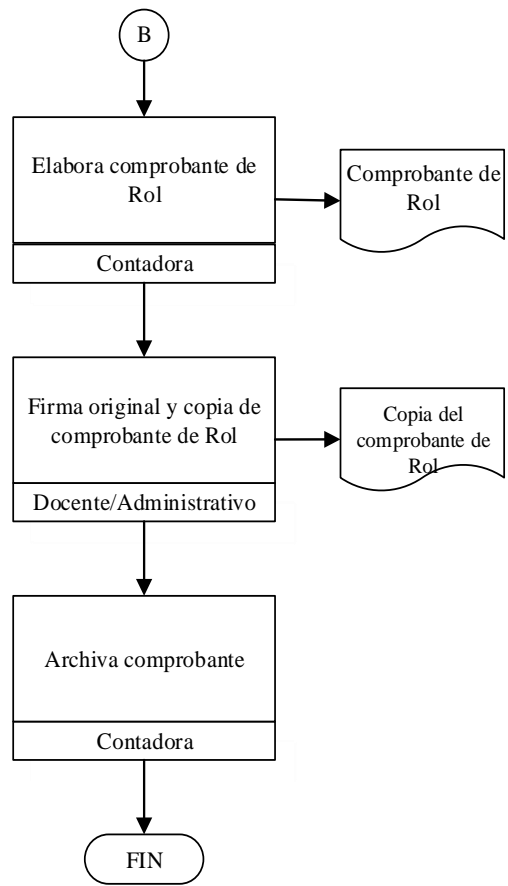 B
Elabora comprobante de
Rol
Contadora
Comprobante de
Rol
Firma original y copia de
comprobante de Rol
Docente/Administrativo
Copia del
comprobante de
Rol
Archiva comprobante
Contadora
FIN